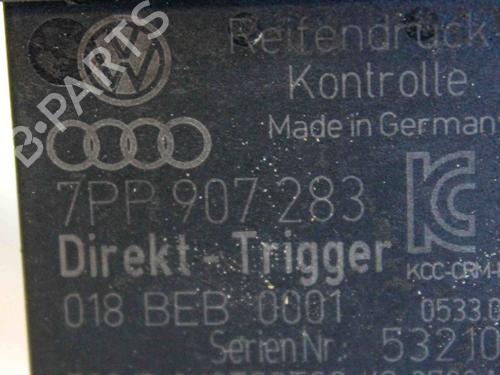 Reifendruck
Kontrolle
Made in Germany
7PP 907 283
Direkt - Trigger
KCC-CRM-
018 BEB 0001 0533.0
Serien Nr.: 53210
B-PARTS